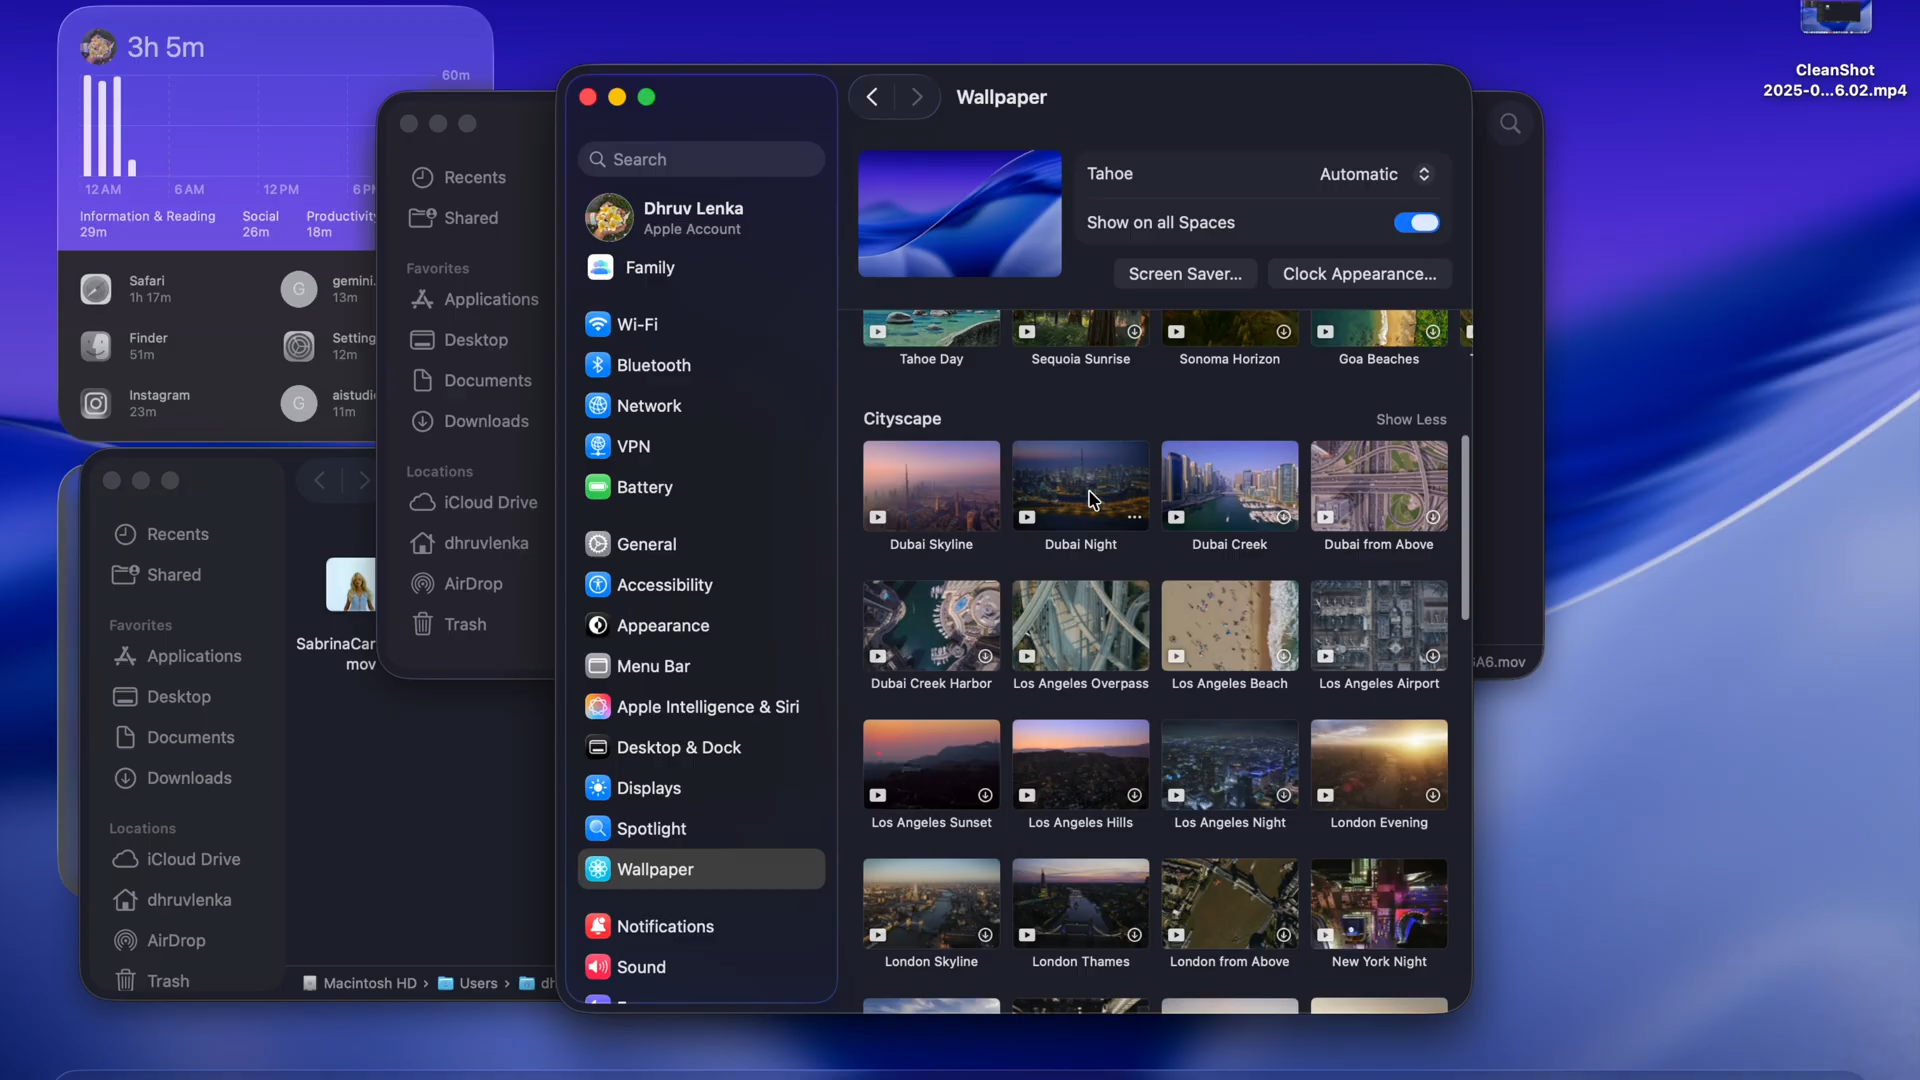 3h 5m
60m
12 AM
6 AM
12 PM
Information & Reading
29m
Social
26m
18m
Safari
1h 17m
13m
Finder
51m
12m
Instagram
23m
G
G
11m
CleanShot
2025-0...6.02.mp4
Recents
Shared
Favorites
Applications
Desktop
Documents
Downloads
Locations
iCloud Drive
dhruvlenka
AirDrop
Trash
Macintosh HD
Users
mov
Recents
Shared
Favorites
Applications
Desktop
Documents
Downloads
Locations
iCloud Drive
dhruvlenka
AirDrop
Trash
Search
Dhruv Lenka
Apple Account
Family
Wi-Fi
Bluetooth
Network
VPN
Battery
General
Accessibility
Appearance
Menu Bar
Apple Intelligence & Siri
Desktop & Dock
Displays
Spotlight
Wallpaper
Notifications
Sound
Wallpaper
Tahoe
Automatic
Show on all Spaces
Screen Saver...
Clock Appearance...
Tahoe Day
Sequoia Sunrise
Sonoma Horizon
Goa Beaches
Cityscape
Show Less
Dubai Skyline
Dubai Night
Dubai Creek
Dubai from Above
Dubai Creek Harbor
Los Angeles Overpass
Los Angeles Beach
Los Angeles Airport
Los Angeles Sunset
Los Angeles Hills
Los Angeles Night
London Evening
London Skyline
London Thames
London from Above
New York Night
A6.mov